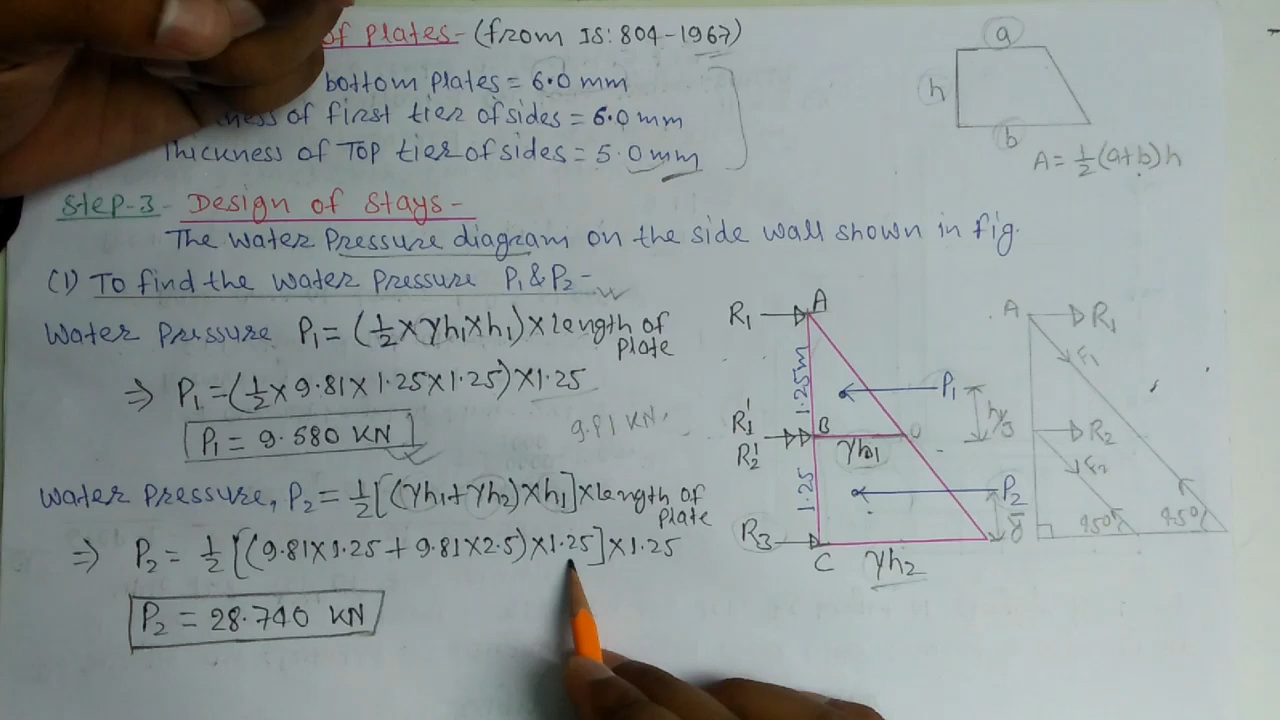 of Plates- (from IS: 804-1967)
bottom Plates = 6.0 mm
of first tier of sides = 6.0 mm
Thickness of TOP tier of sides = 5.0 mm
a
h
b
A = ½(a+b)h
Step-3- Design of Stays-
The water Pressure diagram on the side wall shown in fig.
(1) To find the water Pressure P₁ & P₂-
Water Pressure P₁ = (½×γh₁×h₁)×length of plate
⇒ P₁ = (½×9.81×1.25×1.25)×1.25
P₁ = 9.580 KN
9.81 KN.
Water Pressure, P₂ = ½[(γh₁+γh₂)×h₁]×length of plate
⇒ P₂ = ½[(9.81×1.25+9.81×2.5)×1.25]×1.25
P₂ = 28.740 KN
R₁ A
1.25m
P₁
h/3
R₁' B
R₂'
γh₁
1.25
P₂
ȳ
R₃
C γh₂
A R₁
F₁
R₂
F₂
450 45°